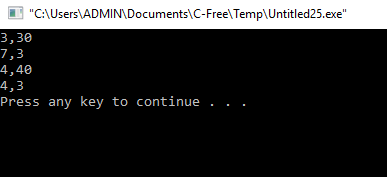 "C:\Users\ADMIN\Documents\C-Free\Temp\Untitled25.exe"
3,30
7,3
4,40
4,3
Press any key to continue . . .